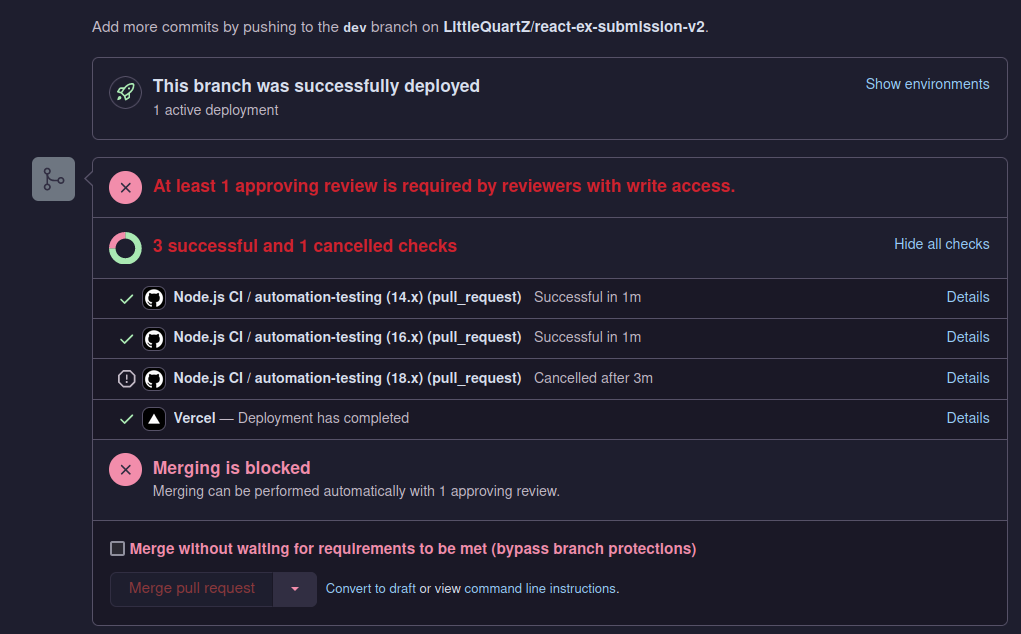 Add more commits by pushing to the dev branch on LIttleQuartZ/react-ex-submIssIon-v2.
This branch was successfully deployed
Show environments
1 active deployment
At least 1 approving review is required by reviewers with write access.
3 successful and 1 cancelled checks
Hide all checks
Node.js CI / automation-testing (14.x) (pull_request) Successful in 1m Details
Node.js CI / automation-testing (16.x) (pull_request) Successful in 1m Details
Node.js CI / automation-testing (18.x) (pull_request) Cancelled after 3m Details
Vercel — Deployment has completed Details
Merging is blocked
Merging can be performed automatically with 1 approving review.
Merge without waiting for requirements to be met (bypass branch protections)
Merge pull request Convert to draft or view command line instructions.